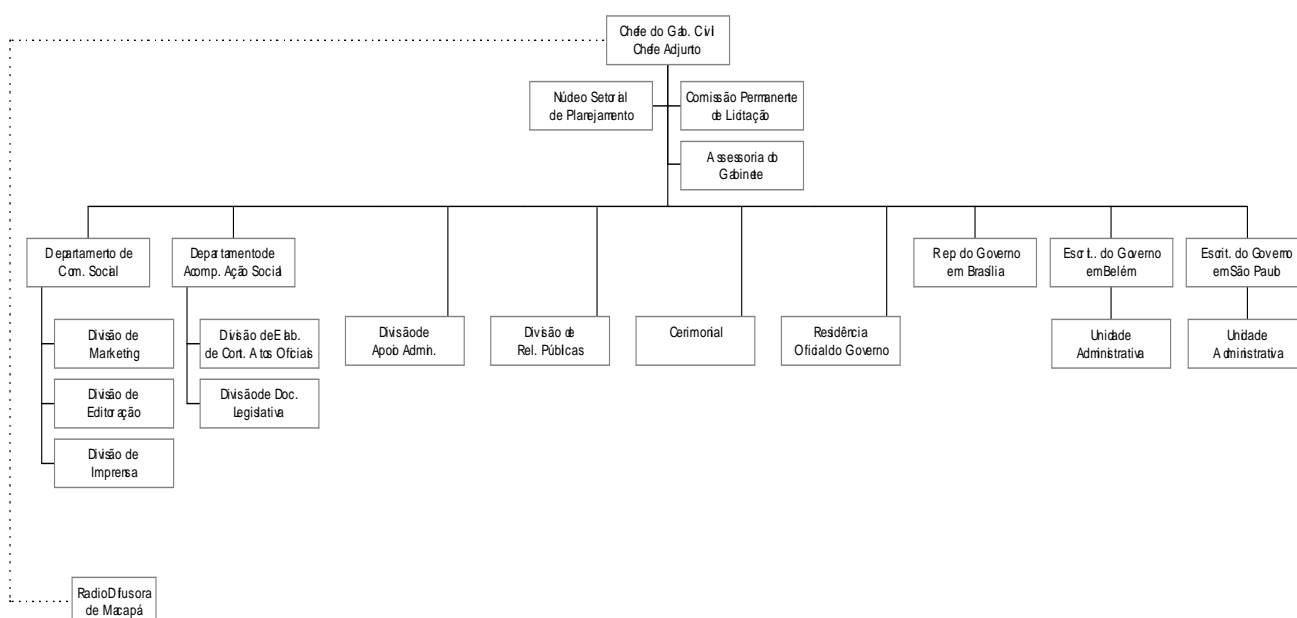 Chefe do Gab. Civil
Chefe Adjunto
Núcleo Setorial
de Planejamento
Comissão Permanente
de Licitação
Assessoria do
Gabinete
Departamento de
Com. Social
Departamento de
Acomp. Ação Social
Rep do Governo
em Brasília
Escrit.. do Governo
em Belém
Escrit. do Governo
em São Paulo
Divisão de
Marketing
Divisão de Elab.
de Cont. Atos Oficiais
Divisão de
Apoio Admin.
Divisão de
Rel. Públicas
Cerimorial
Residência
Oficial do Governo
Unidade
Administrativa
Unidade
Administrativa
Divisão de
Editoração
Divisão de Doc.
Legislativa
Divisão de
Imprensa
Radio Difusora
de Macapá